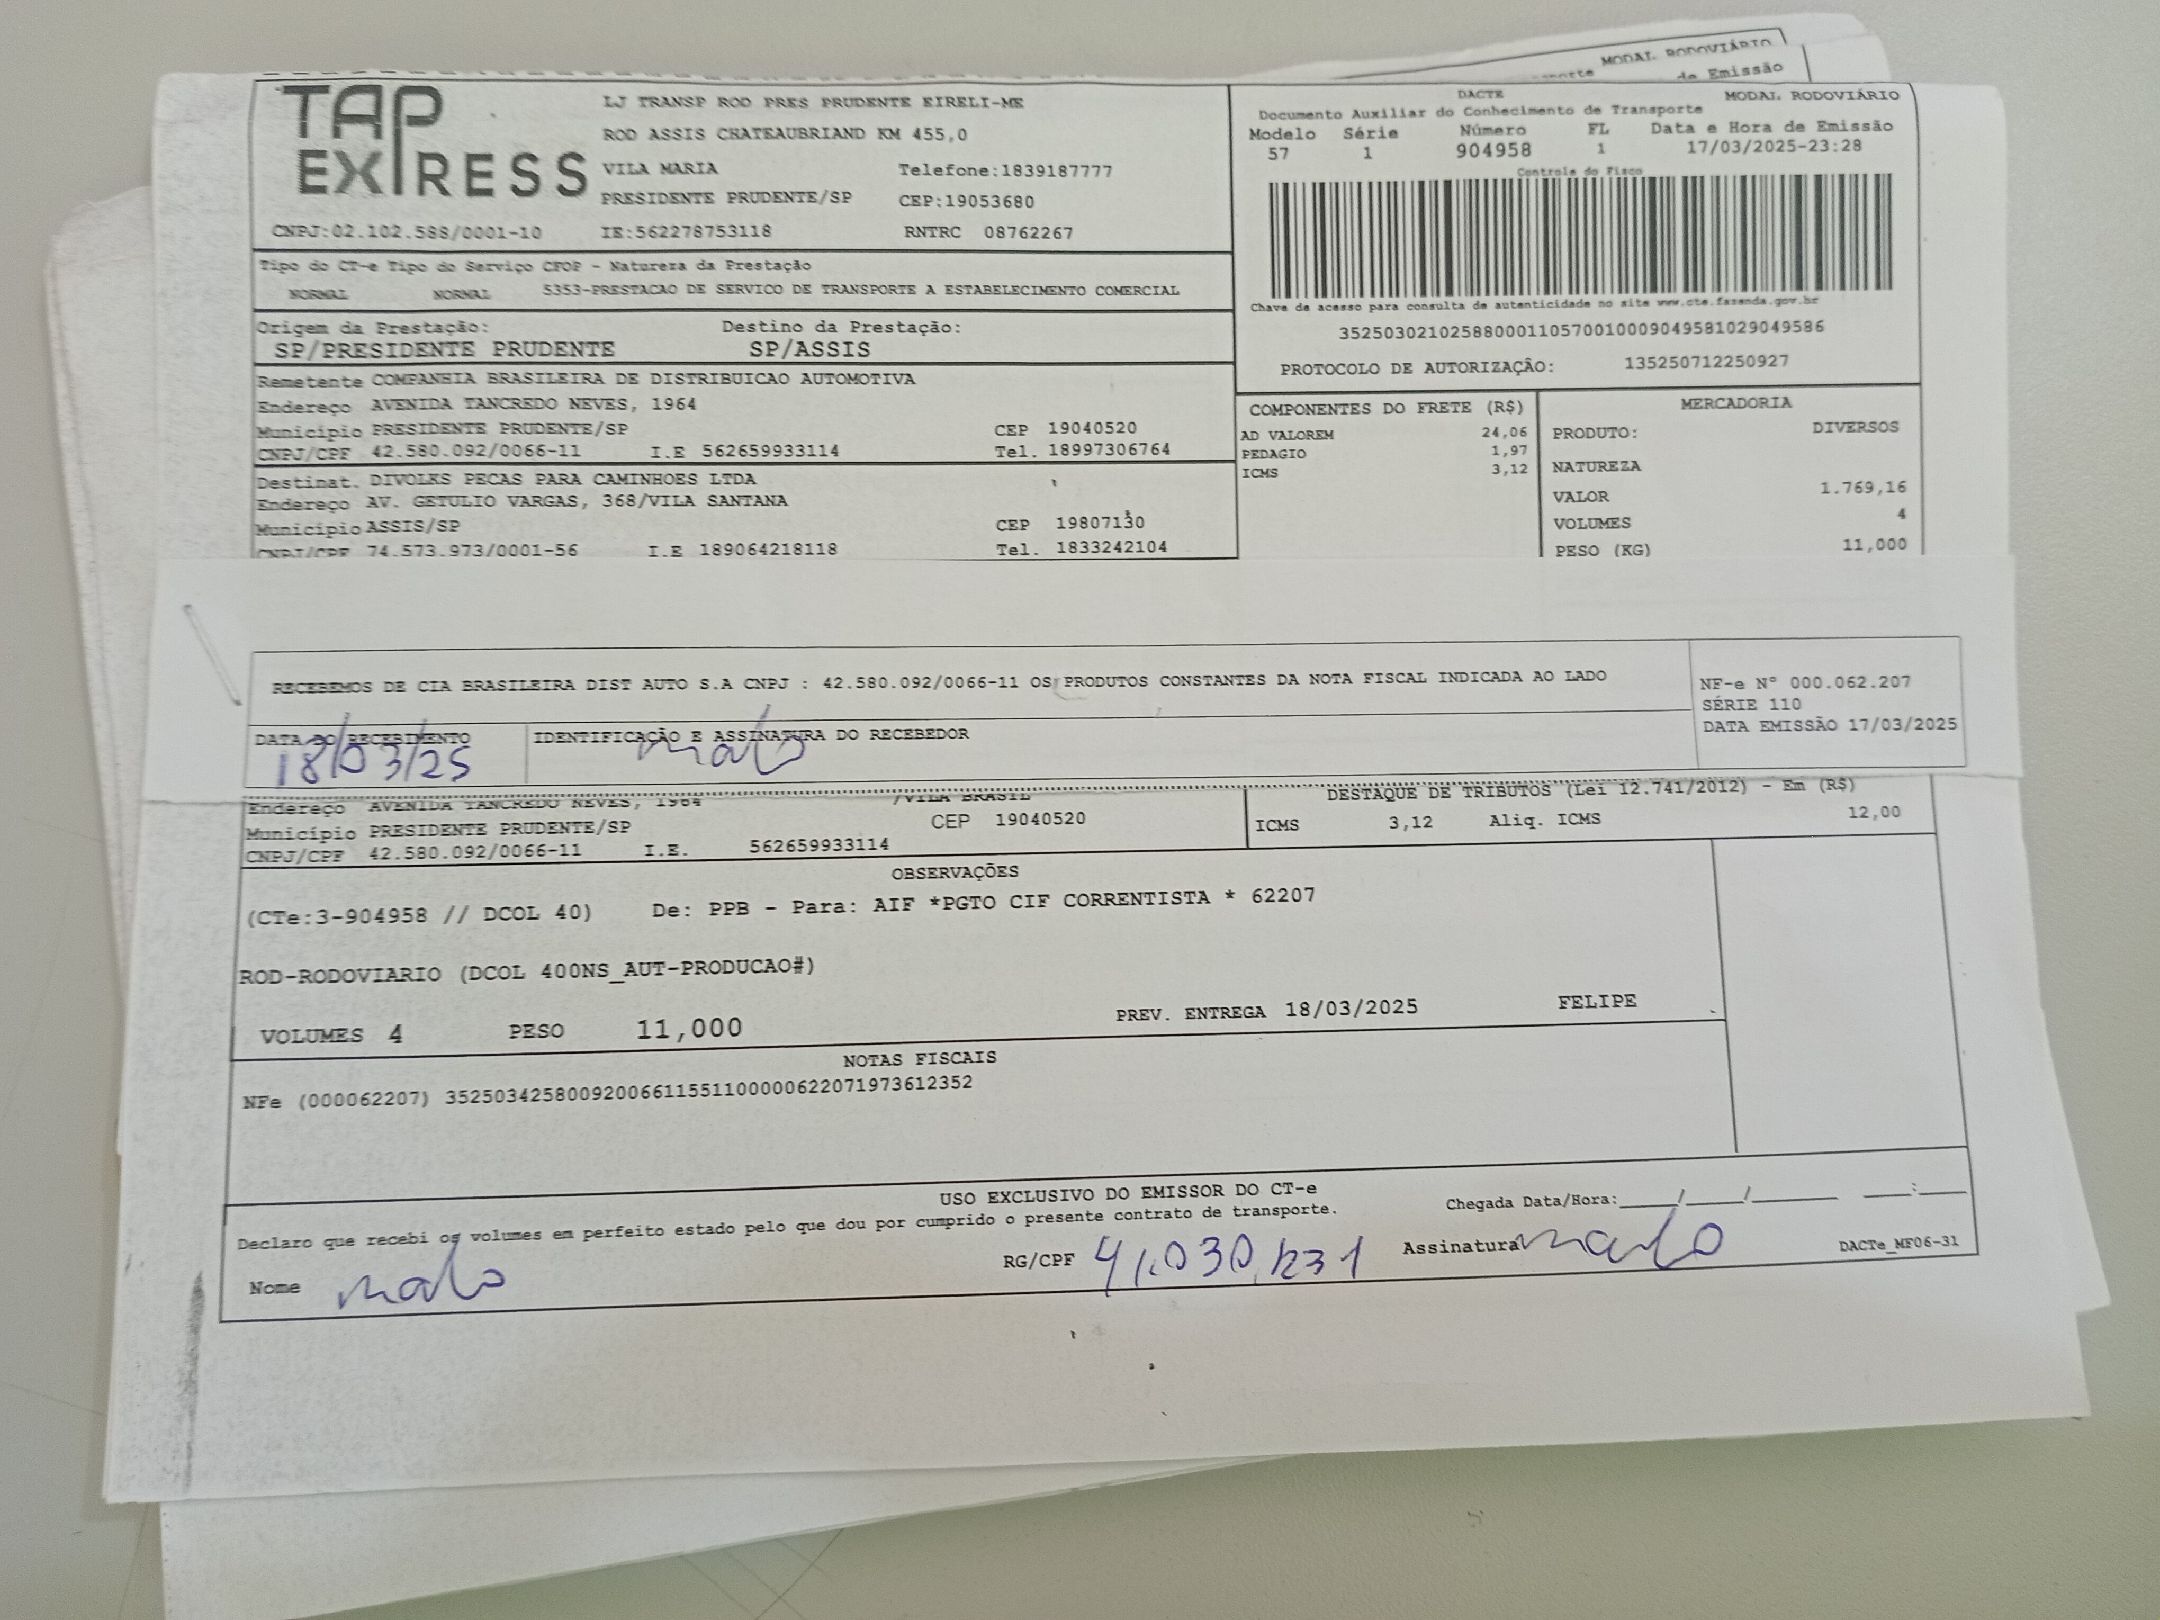 MODAL RODOVIÁRIO
de Emissão
TAP EXPRESS
LJ TRANSP ROD PRES PRUDENTE EIRELI-ME
ROD ASSIS CHATEAUBRIAND KM 455,0
VILA MARIA Telefone:1839187777
PRESIDENTE PRUDENTE/SP CEP:19053680
CNPJ:02.102.588/0001-10 IE:562278753118 RNTRC 08762267
DACTE MODAL RODOVIÁRIO
Documento Auxiliar do Conhecimento de Transporte
Modelo Série Número FL Data e Hora de Emissão
57 1 904958 1 17/03/2025-23:28
Controle do Fisco
Chave de acesso para consulta de autenticidade no site www.cte.fazenda.gov.br
35250302102588000110570010009049581029049586
PROTOCOLO DE AUTORIZAÇÃO: 135250712250927
Tipo do CT-e Tipo do Serviço CFOP - Natureza da Prestação
NORMAL NORMAL 5353-PRESTACAO DE SERVICO DE TRANSPORTE A ESTABELECIMENTO COMERCIAL
Origem da Prestação: Destino da Prestação:
SP/PRESIDENTE PRUDENTE SP/ASSIS
Remetente COMPANHIA BRASILEIRA DE DISTRIBUICAO AUTOMOTIVA
Endereço AVENIDA TANCREDO NEVES, 1964
Município PRESIDENTE PRUDENTE/SP CEP 19040520
CNPJ/CPF 42.580.092/0066-11 I.E 562659933114 Tel. 18997306764
Destinat. DIVOLKS PECAS PARA CAMINHOES LTDA
Endereço AV. GETULIO VARGAS, 368/VILA SANTANA
Município ASSIS/SP CEP 19807130
CNPJ/CPF 74.573.973/0001-56 I.E 189064218118 Tel. 1833242104
COMPONENTES DO FRETE (R$)
AD VALOREM 24,06
PEDAGIO 1,97
ICMS 3,12
MERCADORIA
PRODUTO: DIVERSOS
NATUREZA
VALOR 1.769,16
VOLUMES 4
PESO (KG) 11,000
RECEBEMOS DE CIA BRASILEIRA DIST AUTO S.A CNPJ : 42.580.092/0066-11 OS PRODUTOS CONSTANTES DA NOTA FISCAL INDICADA AO LADO
NF-e N° 000.062.207
SÉRIE 110
DATA EMISSÃO 17/03/2025
DATA DO RECEBIMENTO IDENTIFICAÇÃO E ASSINATURA DO RECEBEDOR
18/03/25
Endereço AVENIDA TANCREDO NEVES, 1964 /VILA BRASIL
Município PRESIDENTE PRUDENTE/SP CEP 19040520
CNPJ/CPF 42.580.092/0066-11 I.E. 562659933114
DESTAQUE DE TRIBUTOS (Lei 12.741/2012) - Em (R$)
ICMS 3,12 Aliq. ICMS 12,00
OBSERVAÇÕES
(CTe:3-904958 // DCOL 40) De: PPB - Para: AIF *PGTO CIF CORRENTISTA * 62207
ROD-RODOVIARIO (DCOL 400NS_AUT-PRODUCAO#)
VOLUMES 4 PESO 11,000 PREV. ENTREGA 18/03/2025 FELIPE
NOTAS FISCAIS
NFe (000062207) 35250342580092006611551100000622071973612352
USO EXCLUSIVO DO EMISSOR DO CT-e
Declaro que recebi os volumes em perfeito estado pelo que dou por cumprido o presente contrato de transporte.
Chegada Data/Hora:____/____/________ ____:____
Nome RG/CPF Assinatura DACTe_MF06-31